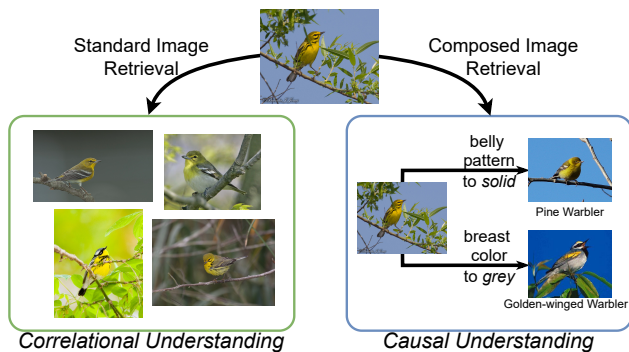 Standard Image
Retrieval
Composed Image
Retrieval
belly
pattern
to solid
Pine Warbler
breast
color
to grey
Golden-winged Warbler
Correlational Understanding
Causal Understanding